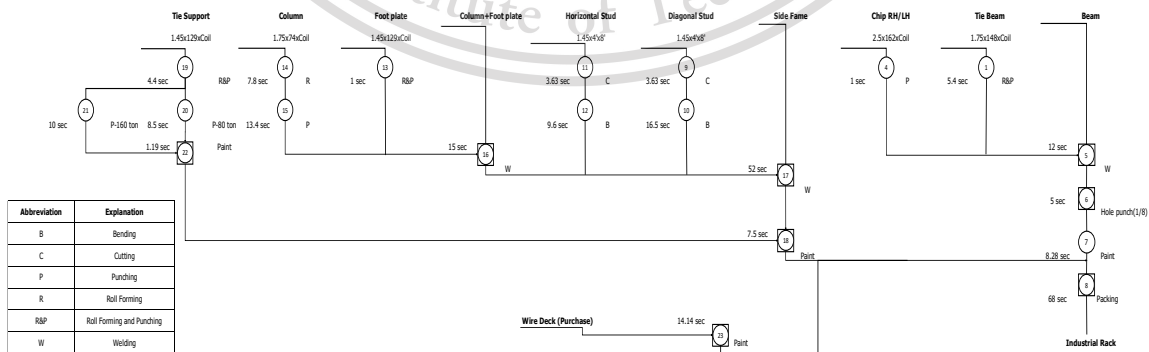 itute of Te
Tie Support Column Foot plate Column+Foot plate Horizontal Stud Diagonal Stud Side Fame Chip RH/LH Tie Beam Beam
1.45x129xCoil 1.75x74xCoil 1.45x129xCoil 1.45x4'x8' 1.45x4'x8' 2.5x162xCoil 1.75x148xCoil
19 14 13 11 9 4 1
4.4 sec R&P 7.8 sec R 1 sec R&P 3.63 sec C 3.63 sec C 1 sec P 5.4 sec R&P
21 20 15 12 10
10 sec P-160 ton 8.5 sec P-80 ton 13.4 sec P 9.6 sec B 16.5 sec B
1.19 sec 22 Paint 15 sec 16 W 12 sec 5 W
52 sec 17 W
5 sec 6 Hole punch(1/8)
7.5 sec 18 Paint 7 Paint
8.28 sec
8
68 sec Packing
Abbreviation Explanation
B Bending
C Cutting
P Punching
R Roll Forming
R&P Roll Forming and Punching
W Welding
Wire Deck (Purchase) 14.14 sec 23 Paint
Industrial Rack